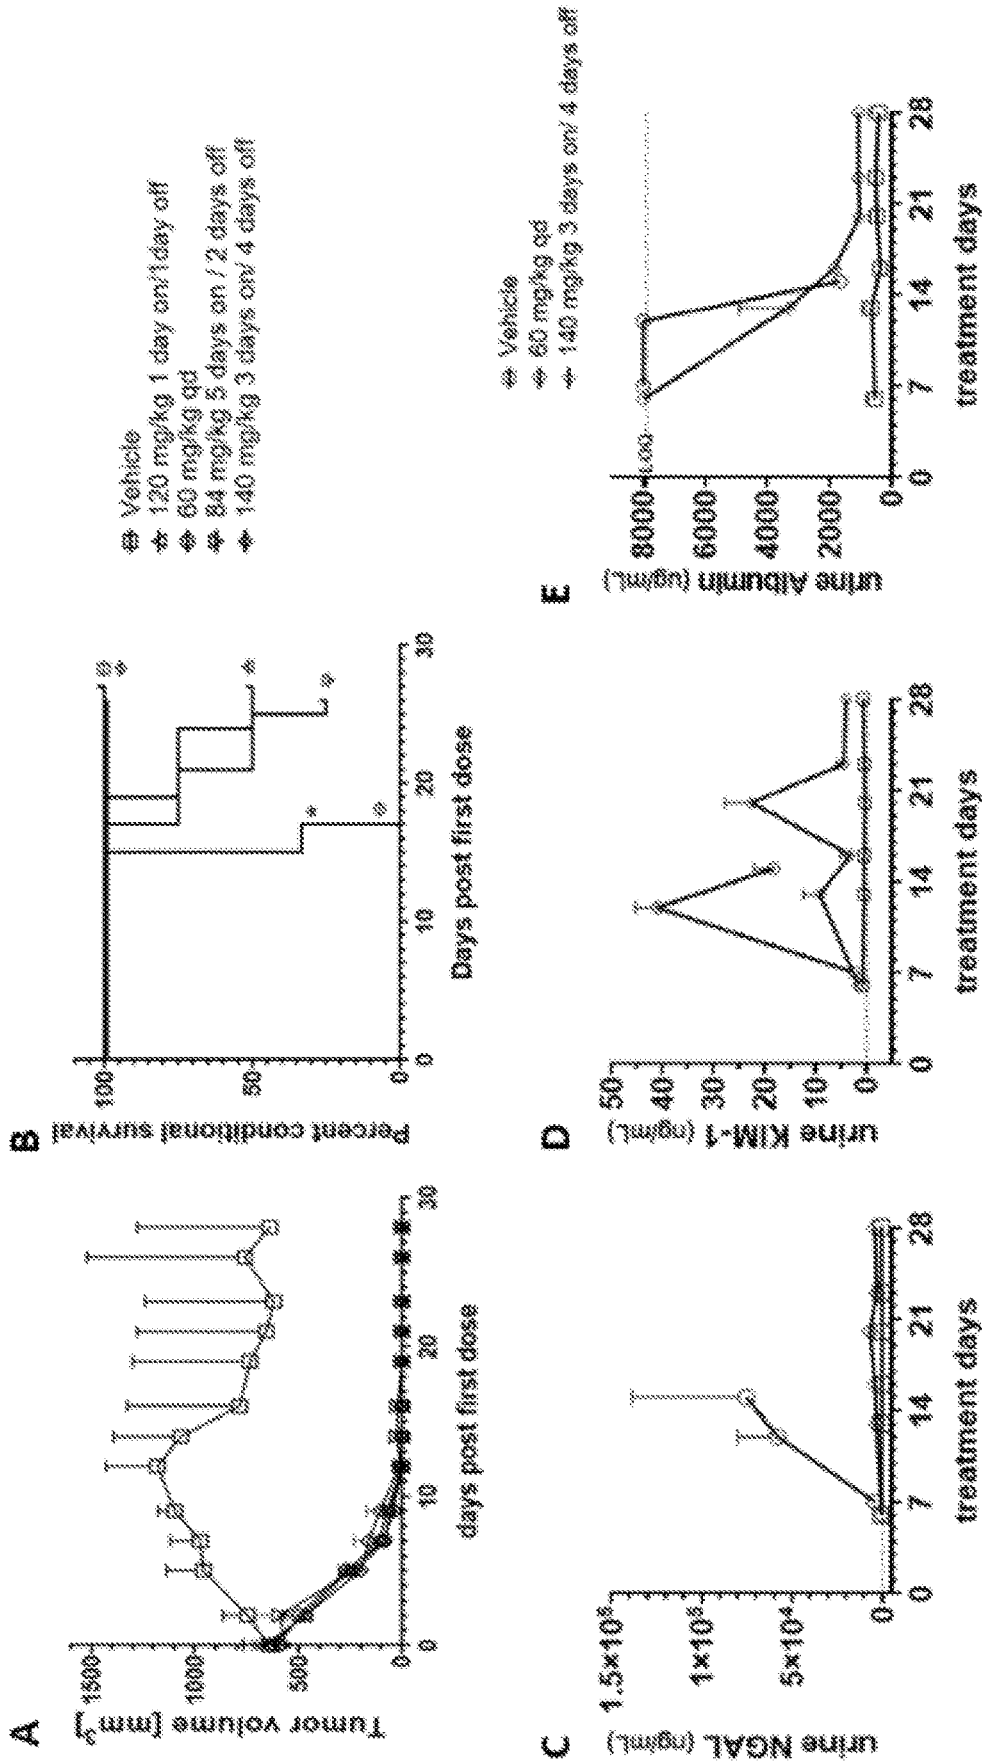 A
Tumor volume [mm³]
1500
1000
500
0
0
10
20
30
days post first dose
B
Percent conditional survival
100
50
0
0
10
20
30
Days post first dose
Vehicle
120 mg/kg 1 day on/1day off
60 mg/kg qd
84 mg/kg 5 days on / 2 days off
140 mg/kg 3 days on/ 4 days off
C
urine NGAL (ng/mL)
1×10⁵
5×10⁴
0
0
7
14
21
28
treatment days
D
urine KIM-1 (ng/mL)
50
40
30
20
10
0
0
7
14
21
28
treatment days
E
urine Albumin (ug/mL)
8000
6000
4000
2000
0
LOQ
0
7
14
21
28
treatment days
Vehicle
60 mg/kg qd
140 mg/kg 3 days on/ 4 days off